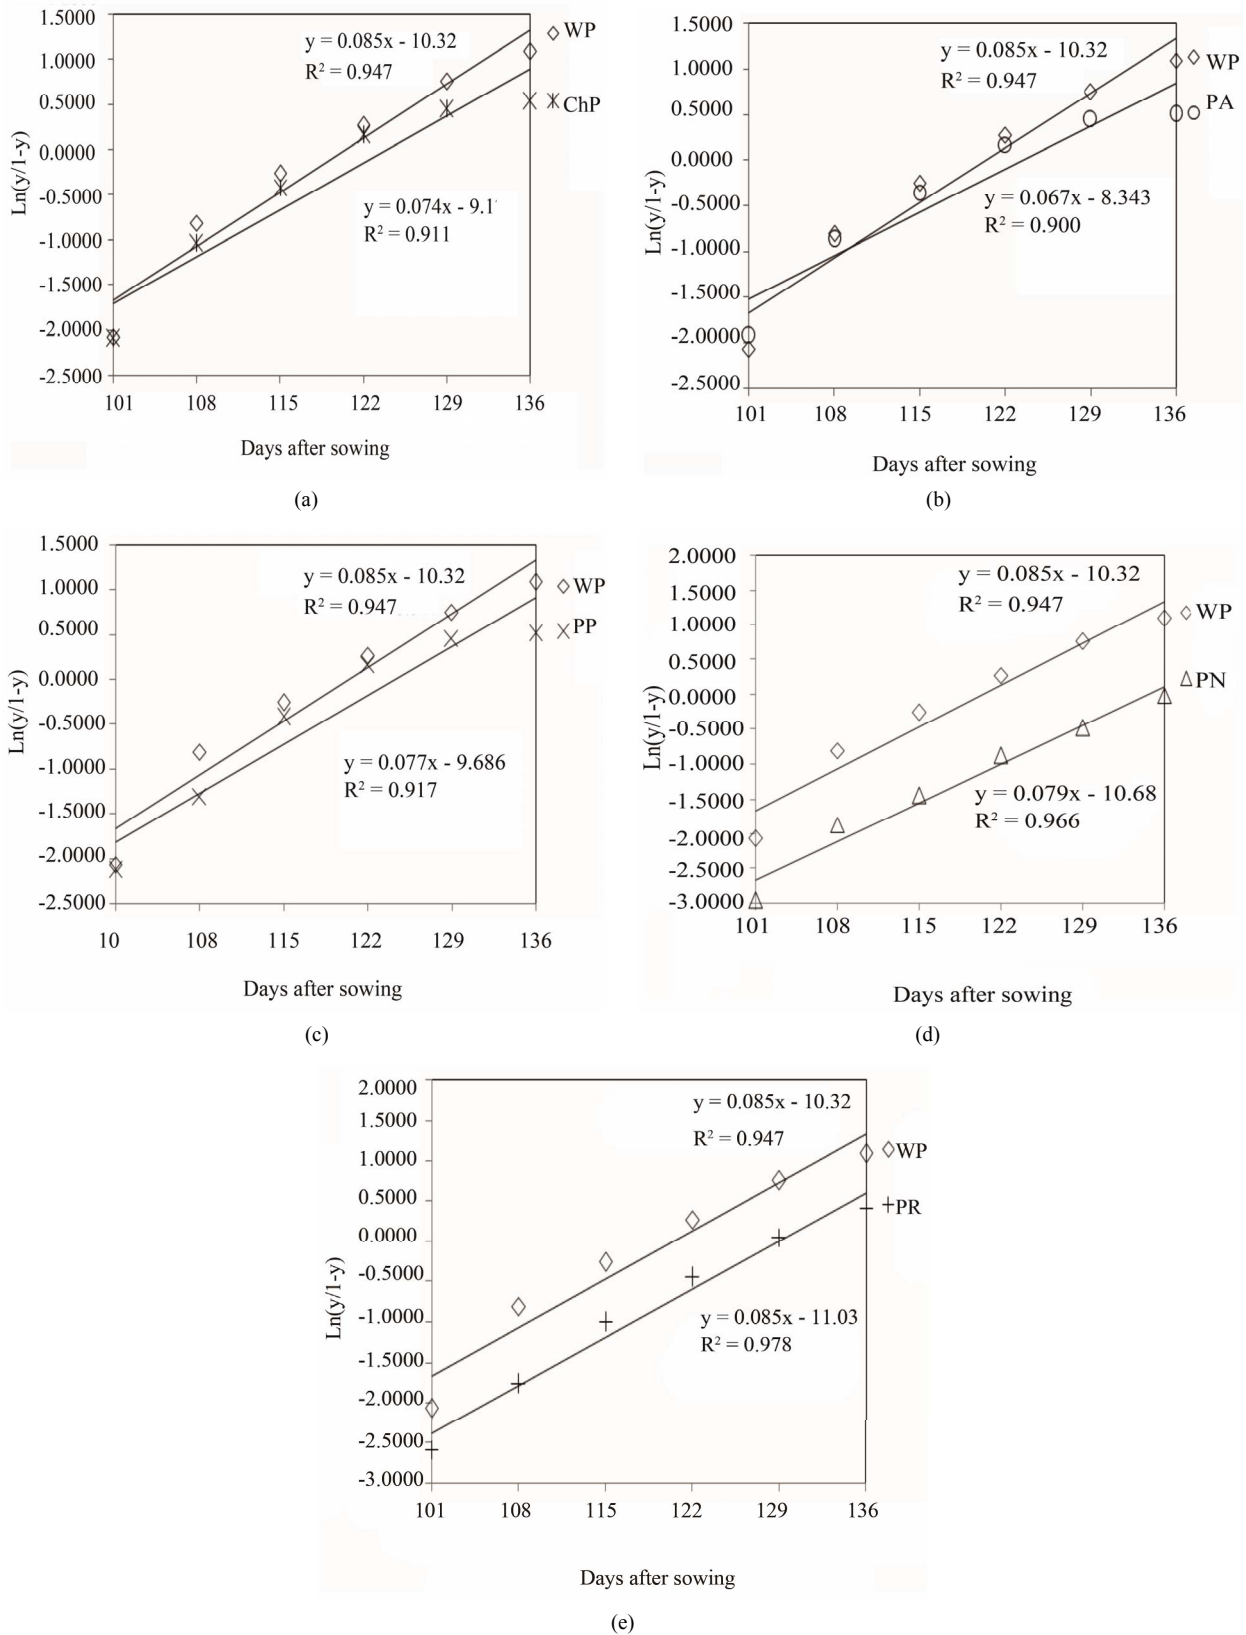 1.5000
1.0000
0.5000
0.0000
-0.5000
-1.0000
-1.5000
-2.0000
-2.5000
Ln(y/1-y)
y = 0.085x - 10.32
R² = 0.947
WP
ChP
y = 0.074x - 9.1
R² = 0.911
101 108 115 122 129 136
Days after sowing
(a)
1.5000
1.0000
0.5000
0.0000
-0.5000
-1.0000
-1.5000
-2.0000
-2.5000
Ln(y/1-y)
y = 0.085x - 10.32
R² = 0.947
WP
PA
y = 0.067x - 8.343
R² = 0.900
101 108 115 122 129 136
Days after sowing
(b)
1.5000
1.0000
0.5000
0.0000
-0.5000
-1.0000
-1.5000
-2.0000
-2.5000
Ln(y/1-y)
y = 0.085x - 10.32
R² = 0.947
WP
PP
y = 0.077x - 9.686
R² = 0.917
10 108 115 122 129 136
Days after sowing
(c)
2.0000
1.5000
1.0000
0.5000
0.0000
-0.5000
-1.0000
-1.5000
-2.0000
-2.5000
-3.0000
Ln(y/1-y)
y = 0.085x - 10.32
R² = 0.947
WP
PN
y = 0.079x - 10.68
R² = 0.966
101 108 115 122 129 136
Days after sowing
(d)
2.0000
1.5000
1.0000
0.5000
0.0000
-0.5000
-1.0000
-1.5000
-2.0000
-2.5000
-3.0000
Ln(y/1-y)
y = 0.085x - 10.32
R² = 0.947
WP
PR
y = 0.085x - 11.03
R² = 0.978
101 108 115 122 129 136
Days after sowing
(e)